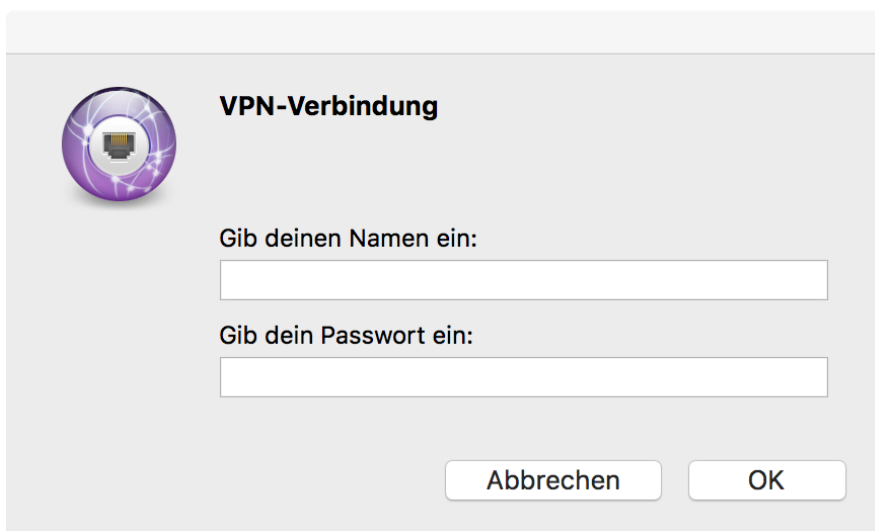 VPN-Verbindung
Gib deinen Namen ein:
Gib dein Passwort ein:
Abbrechen OK